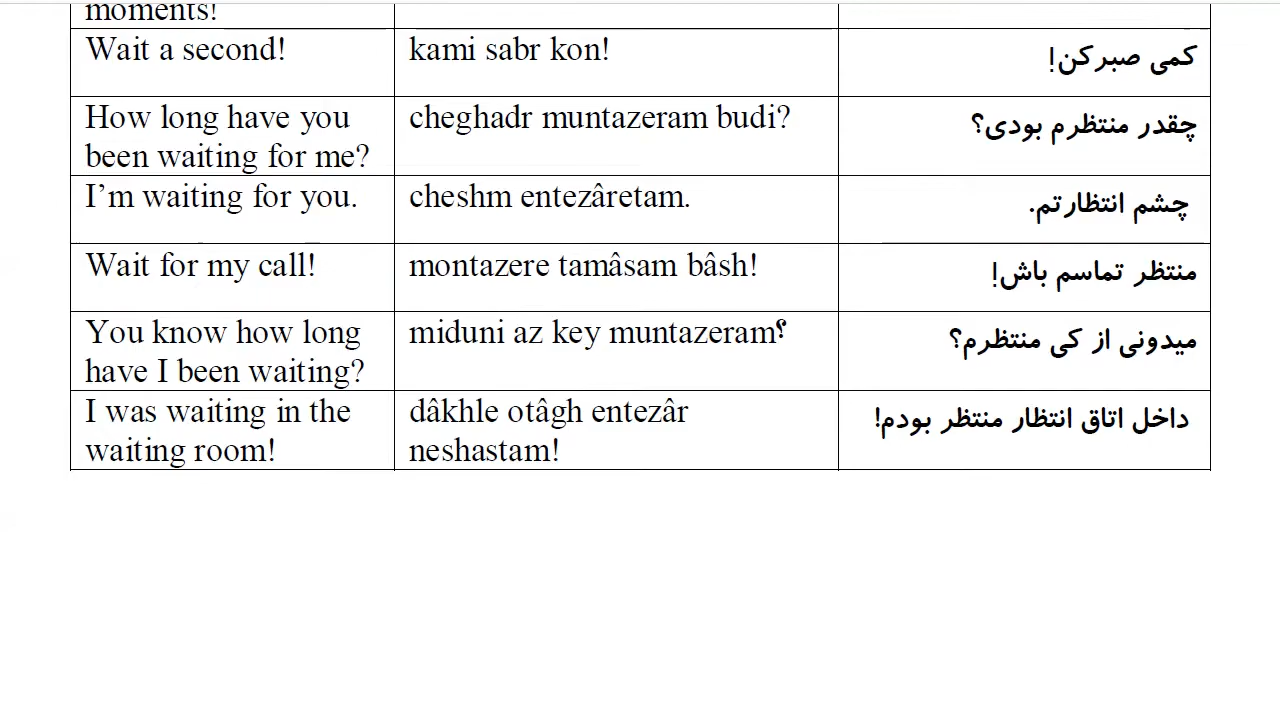 moments!
Wait a second!
kami sabr kon!
کمی صبرکن!
How long have you
been waiting for me?
cheghadr muntazeram budi?
چقدر منتظرم بودی؟
I’m waiting for you.
cheshm entezâretam.
چشم انتظارتم.
Wait for my call!
montazere tamâsam bâsh!
منتظر تماسم باش!
You know how long
have I been waiting?
miduni az key muntazeram؟
میدونی از کی منتظرم؟
I was waiting in the
waiting room!
dâkhle otâgh entezâr
neshastam!
داخل اتاق انتظار منتظر بودم!